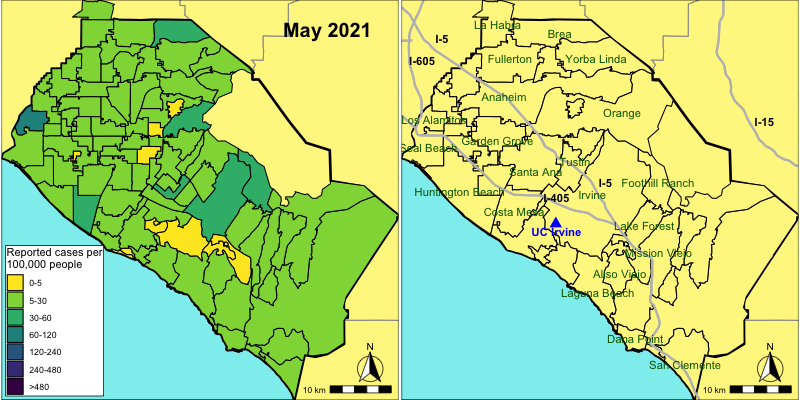 May 2021
Reported cases per
100,000 people
0-5
5-30
30-60
60-120
120-240
240-480
>480
N
10 km
La Habra
I-5
Brea
I-605
Fullerton
Yorba Linda
Anaheim
Orange
Los Alamitos
I-15
Seal Beach
Garden Grove
Tustin
Santa Ana
I-5
Foothill Ranch
Huntington Beach
I-405
Irvine
Costa Mesa
UC Irvine
Lake Forest
Mission Viejo
Aliso Viejo
Laguna Beach
Dana Point
San Clemente
N
10 km